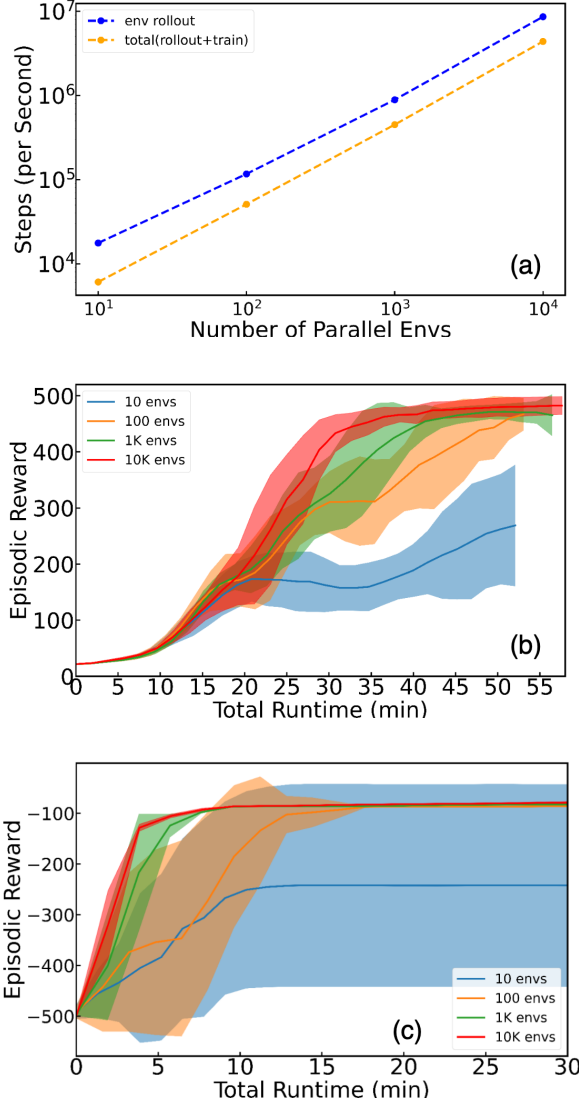 10⁷
10⁶
10⁵
10⁴
Steps (per Second)
env rollout
total(rollout+train)
(a)
10¹ 10² 10³ 10⁴
Number of Parallel Envs
500
400
300
200
100
0
Episodic Reward
10 envs
100 envs
1K envs
10K envs
(b)
0 5 10 15 20 25 30 35 40 45 50 55
Total Runtime (min)
−100
−200
−300
−400
−500
Episodic Reward
10 envs
100 envs
1K envs
10K envs
(c)
0 5 10 15 20 25 30
Total Runtime (min)